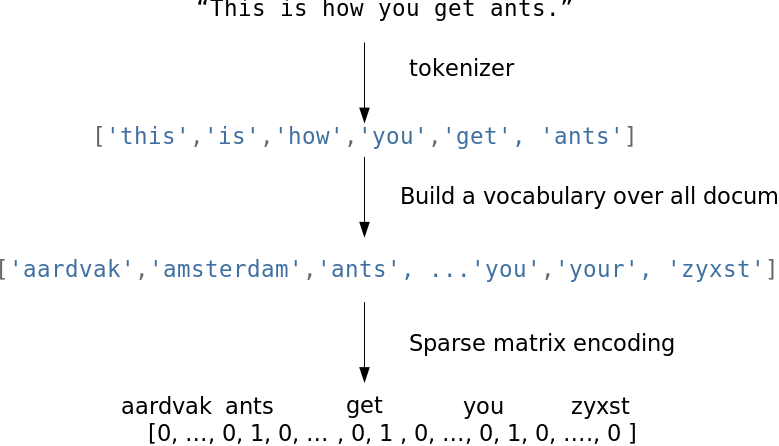 “This is how you get ants.”
tokenizer
['this','is','how','you','get', 'ants']
Build a vocabulary over all docum
['aardvak','amsterdam','ants', ...'you','your', 'zyxst']
Sparse matrix encoding
aardvak ants get you zyxst
[0, …, 0, 1, 0, … , 0, 1 , 0, …, 0, 1, 0, …., 0 ]